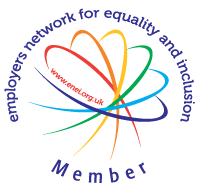 employers network for equality and inclusion
www.enei.org.uk
Member